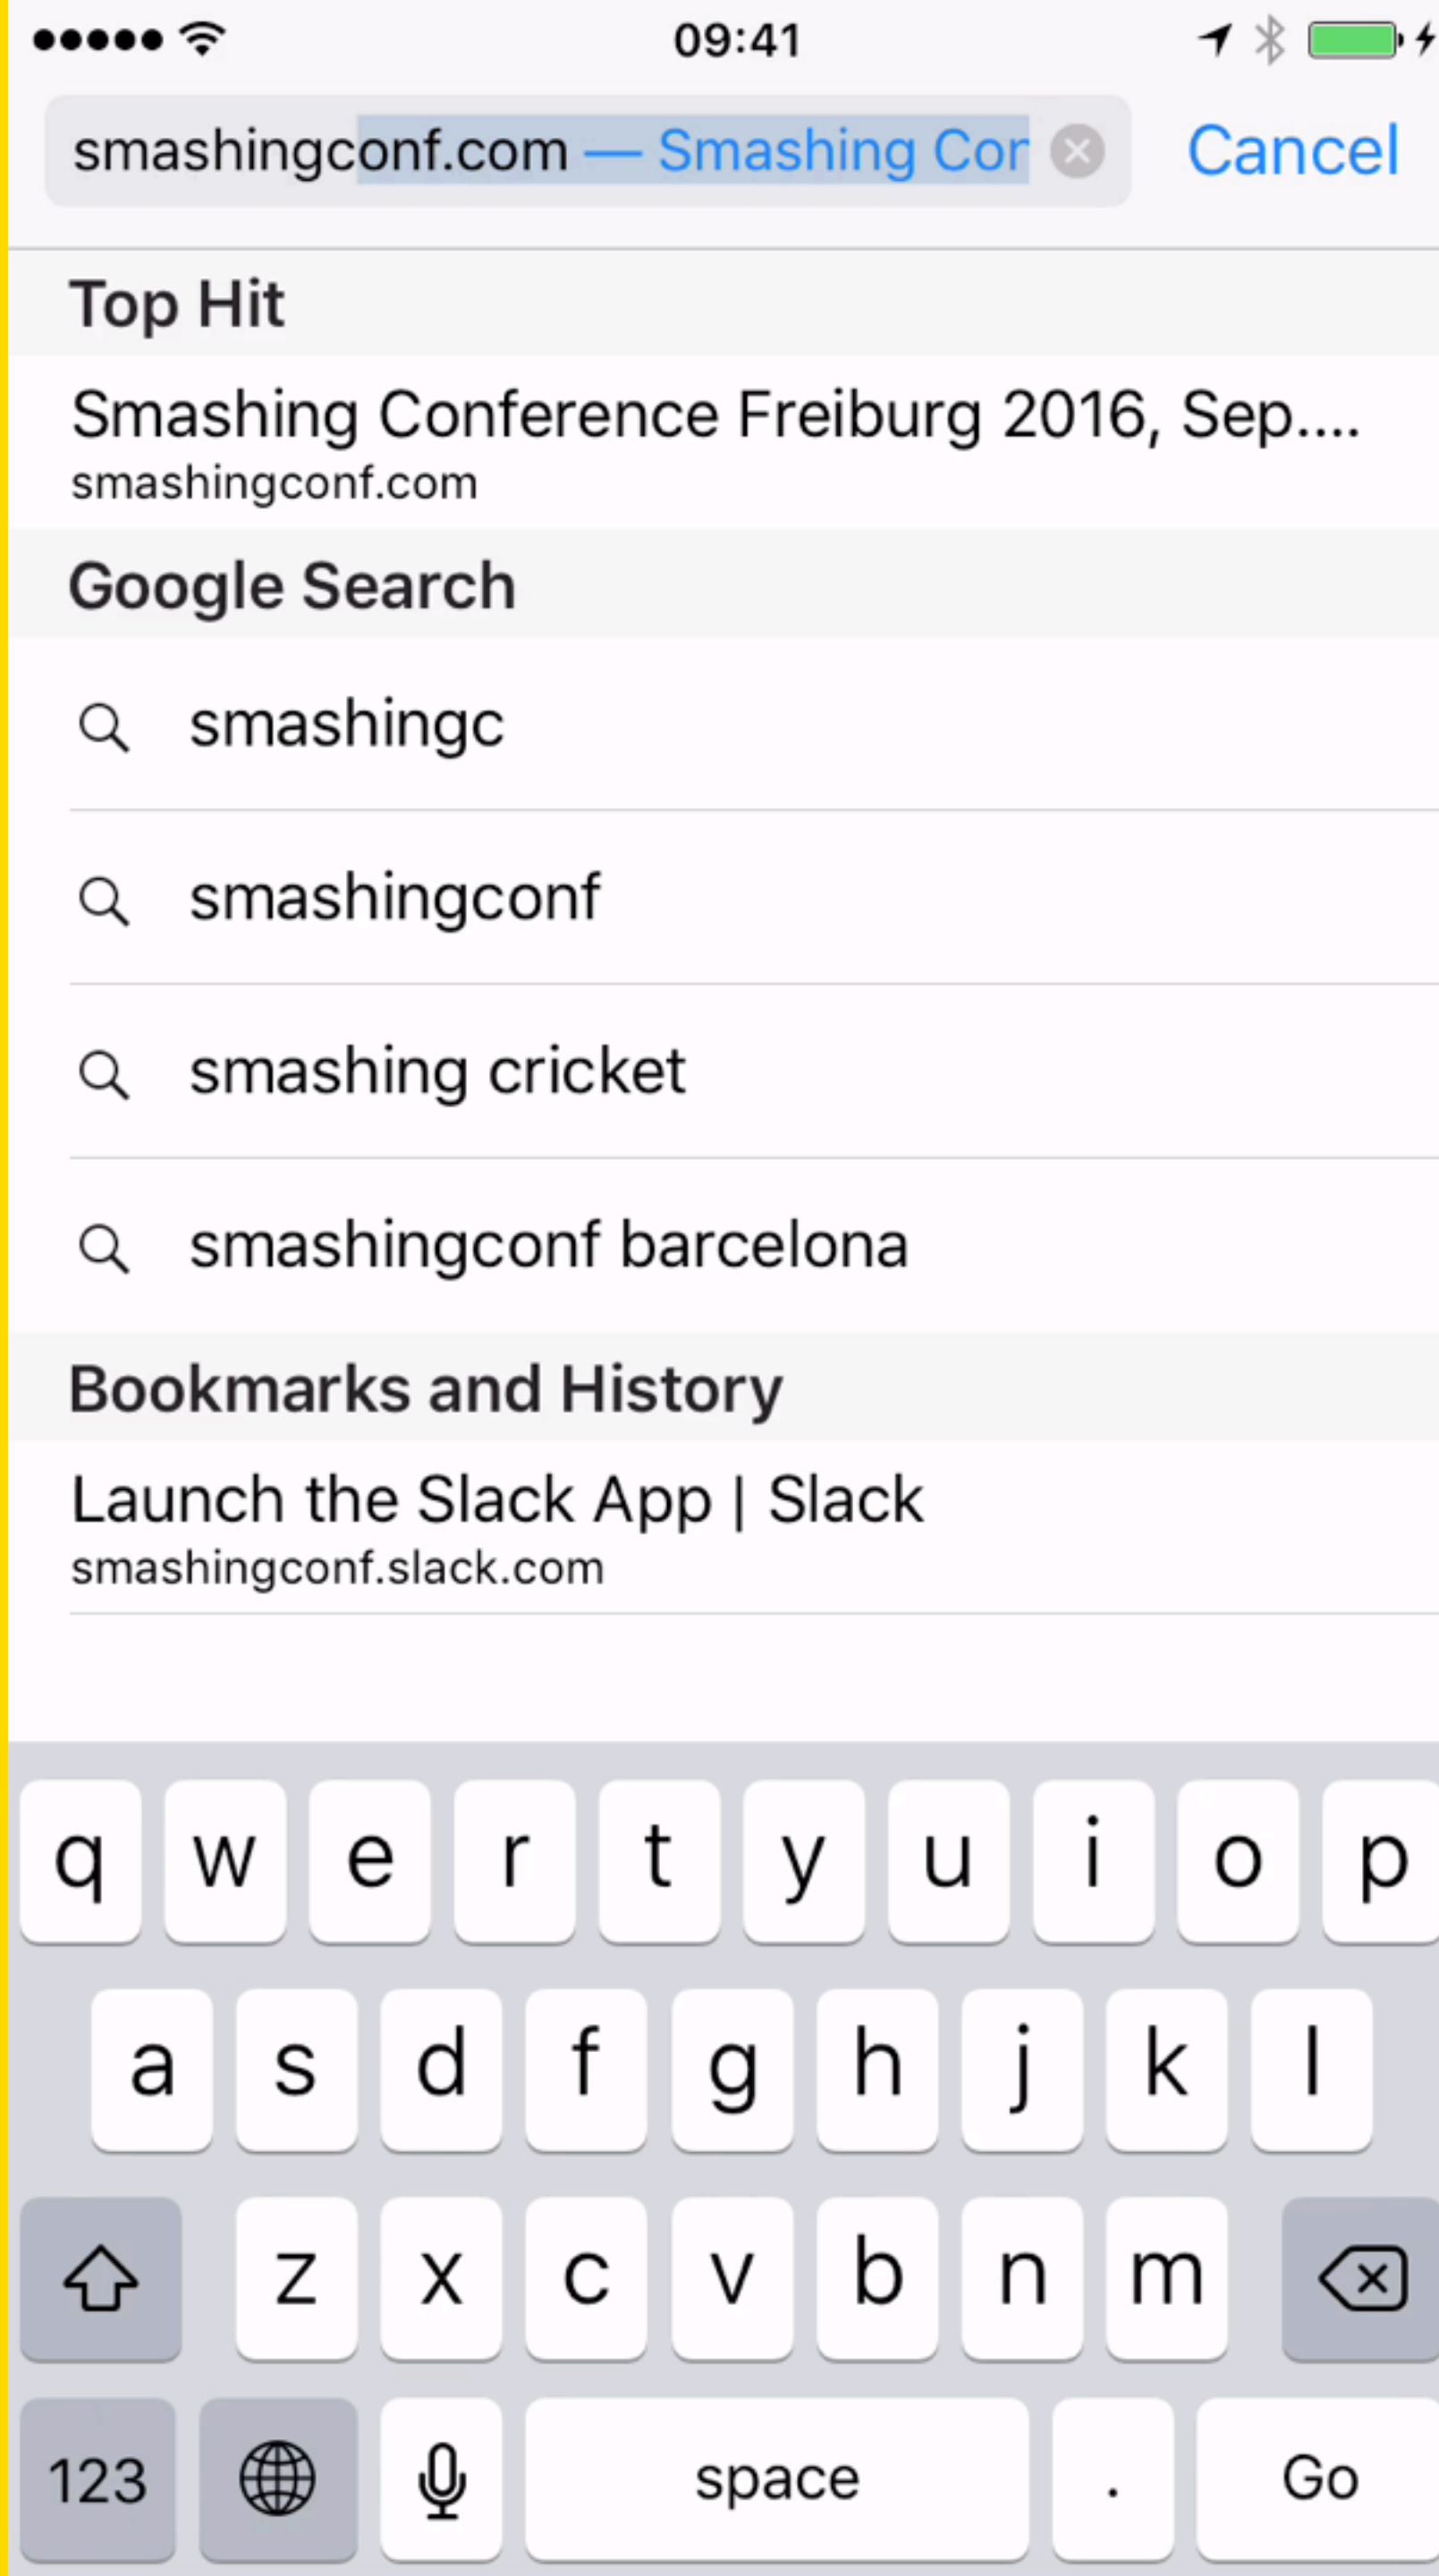 09:41
smashingconf.com — Smashing Con Cancel
Top Hit
Smashing Conference Freiburg 2016, Sep....
smashingconf.com
Google Search
smashingc
smashingconf
smashing cricket
smashingconf barcelona
Bookmarks and History
Launch the Slack App | Slack
smashingconf.slack.com
q w e r t y u i o p
a s d f g h j k l
z x c v b n m
123 space . Go